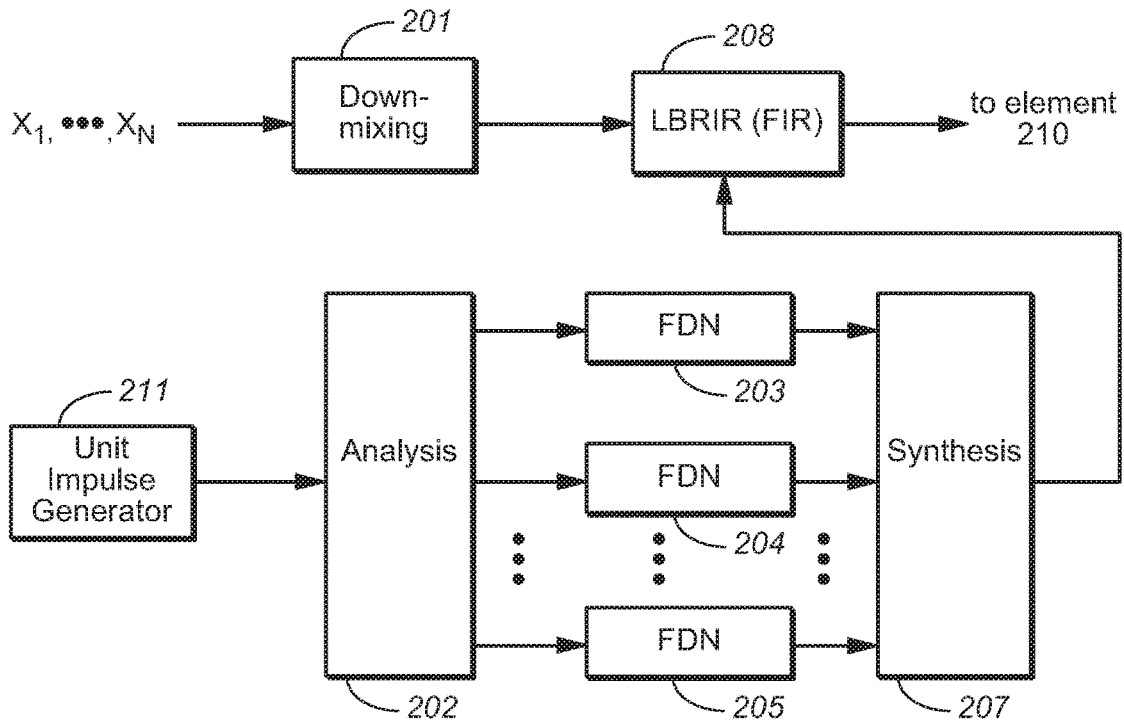 201
208
X1, •••, XN
Down-
mixing
LBRIR (FIR)
to element
210
211
Unit
Impulse
Generator
Analysis
FDN
203
FDN
204
FDN
205
Synthesis
202
207